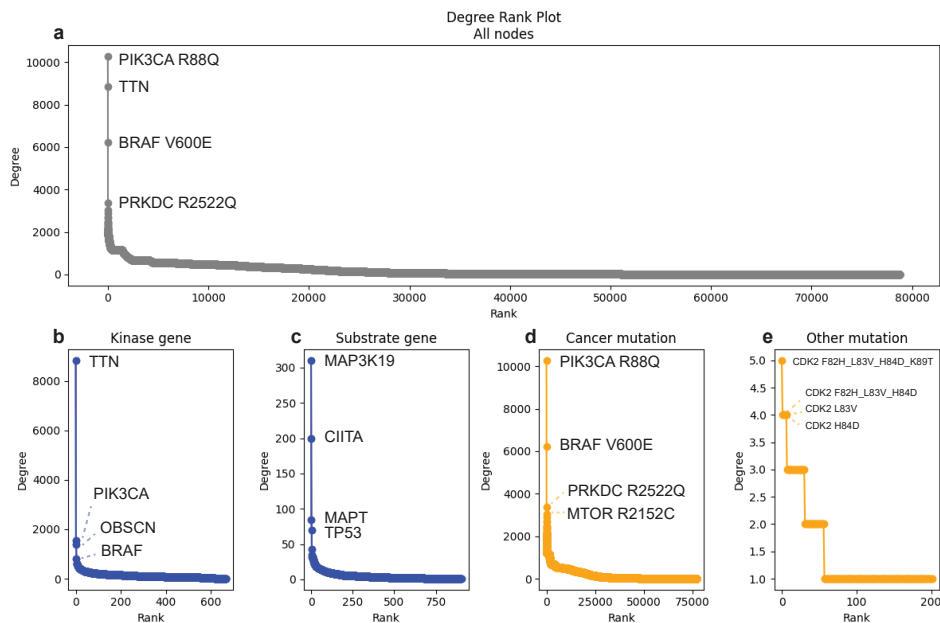 Degree Rank Plot
All nodes
a
10000
8000
6000
4000
2000
0
Degree
PIK3CA R88Q
TTN
BRAF V600E
PRKDC R2522Q
0 10000 20000 30000 40000 50000 60000 70000 80000
Rank
b
Kinase gene
8000
6000
4000
2000
0
Degree
TTN
PIK3CA
OBSCN
BRAF
0 200 400 600
Rank
c
Substrate gene
300
250
200
150
100
50
0
Degree
MAP3K19
CIITA
MAPT
TP53
0 250 500 750
Rank
d
Cancer mutation
10000
8000
6000
4000
2000
0
Degree
PIK3CA R88Q
BRAF V600E
PRKDC R2522Q
MTOR R2152C
0 25000 50000 75000
Rank
e
Other mutation
5.0
4.5
4.0
3.5
3.0
2.5
2.0
1.5
1.0
Degree
CDK2 F82H_L83V_H84D_K89T
CDK2 F82H_L83V_H84D
CDK2 L83V
CDK2 H84D
0 100 200
Rank